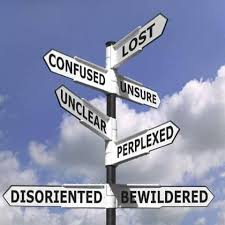 LOST
CONFUSED
UNSURE
UNCLEAR
PERPLEXED
DISORIENTED
BEWILDERED